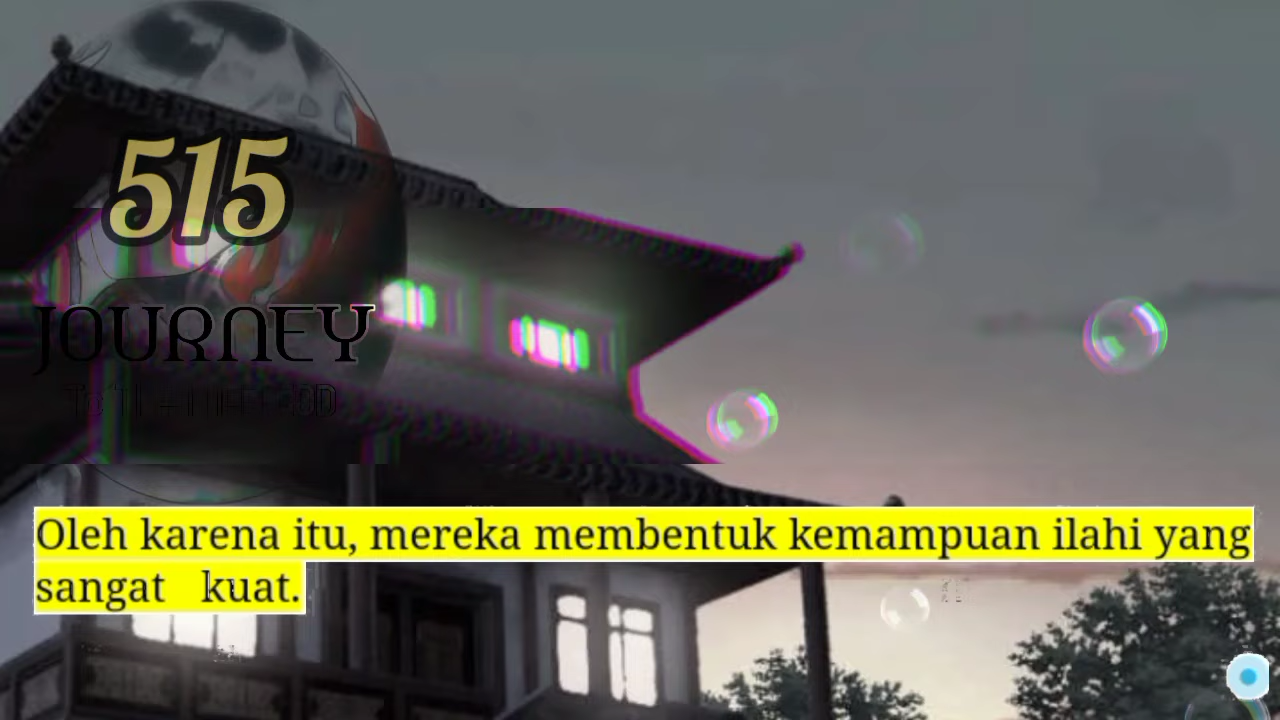 515
JOURNEY
Oleh karena itu, mereka membentuk kemampuan ilahi yang
sangat kuat.